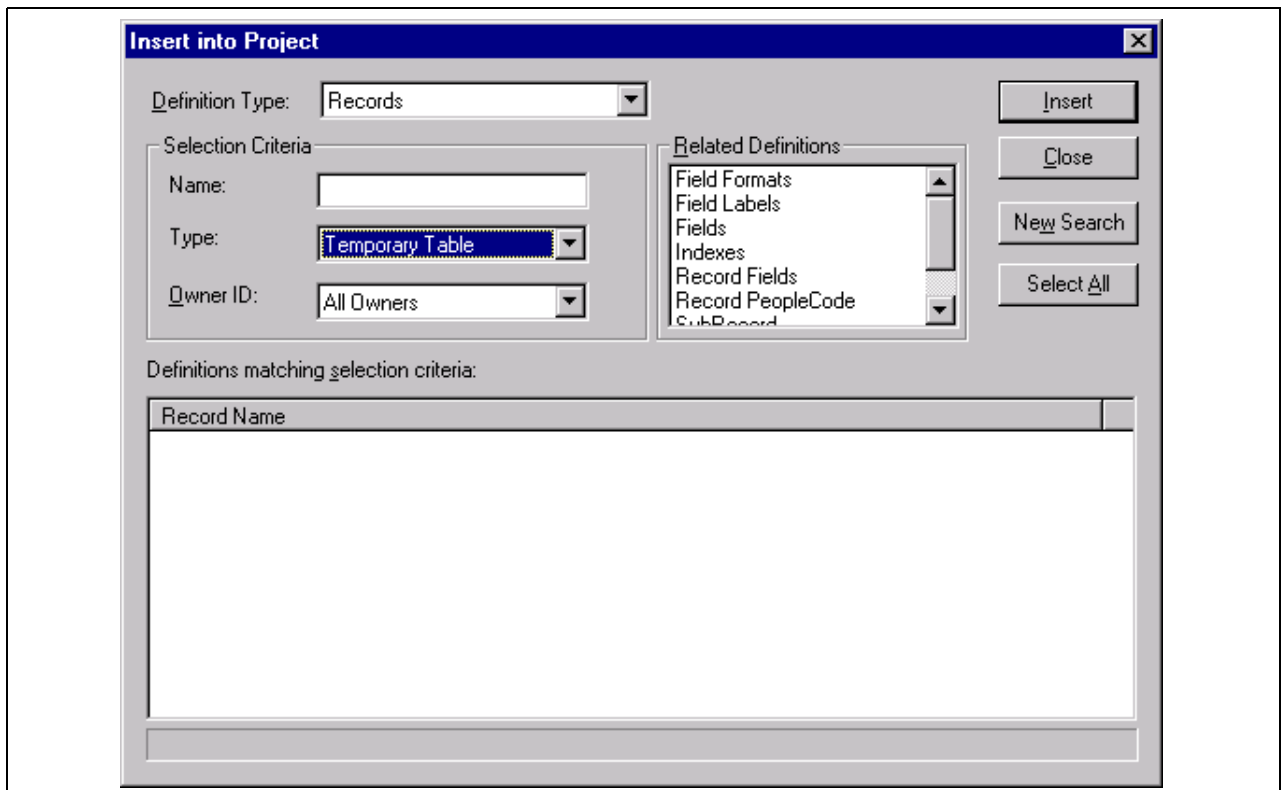 Insert into Project
Definition Type:
Records
Insert
Selection Criteria
Name:
Type:
Temporary Table
Owner ID:
All Owners
Related Definitions
Field Formats
Field Labels
Fields
Indexes
Record Fields
Record PeopleCode
SubRecord
Close
New Search
Select All
Definitions matching selection criteria:
Record Name